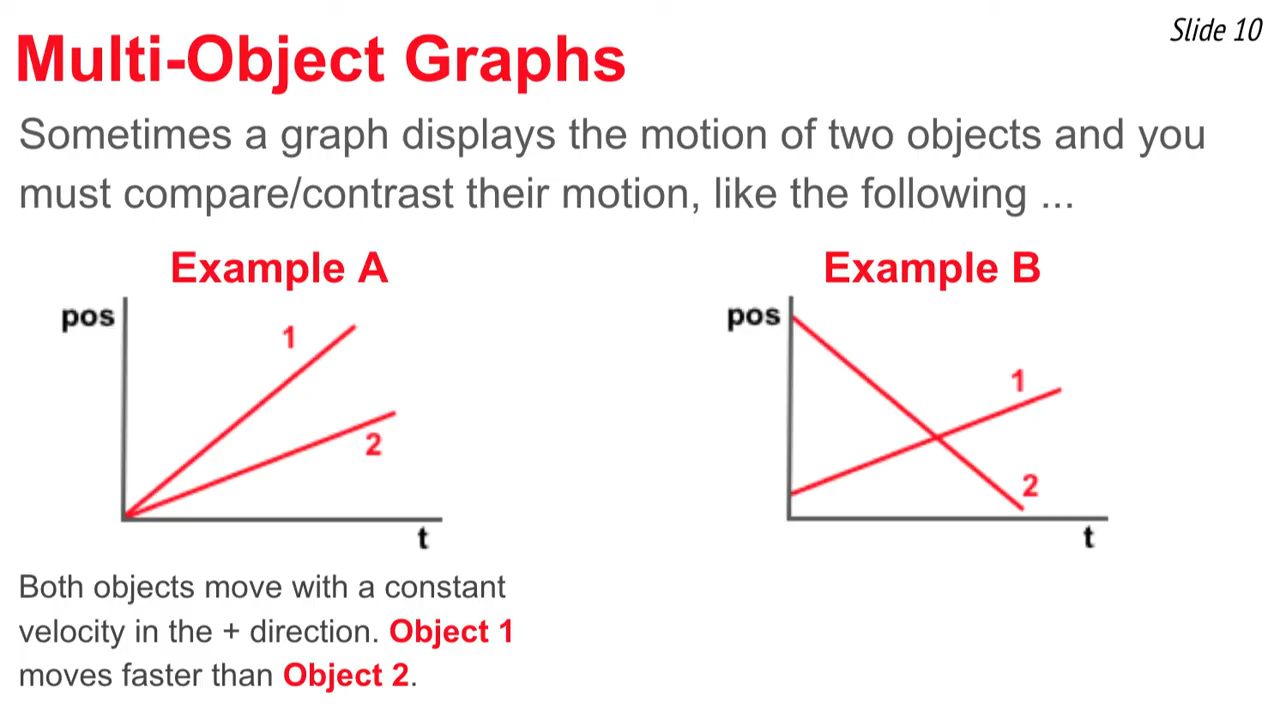 Slide 10
Multi-Object Graphs
Sometimes a graph displays the motion of two objects and you
must compare/contrast their motion, like the following ...
Example A
pos
1
2
t
Both objects move with a constant
velocity in the + direction. Object 1
moves faster than Object 2.
Example B
pos
1
2
t